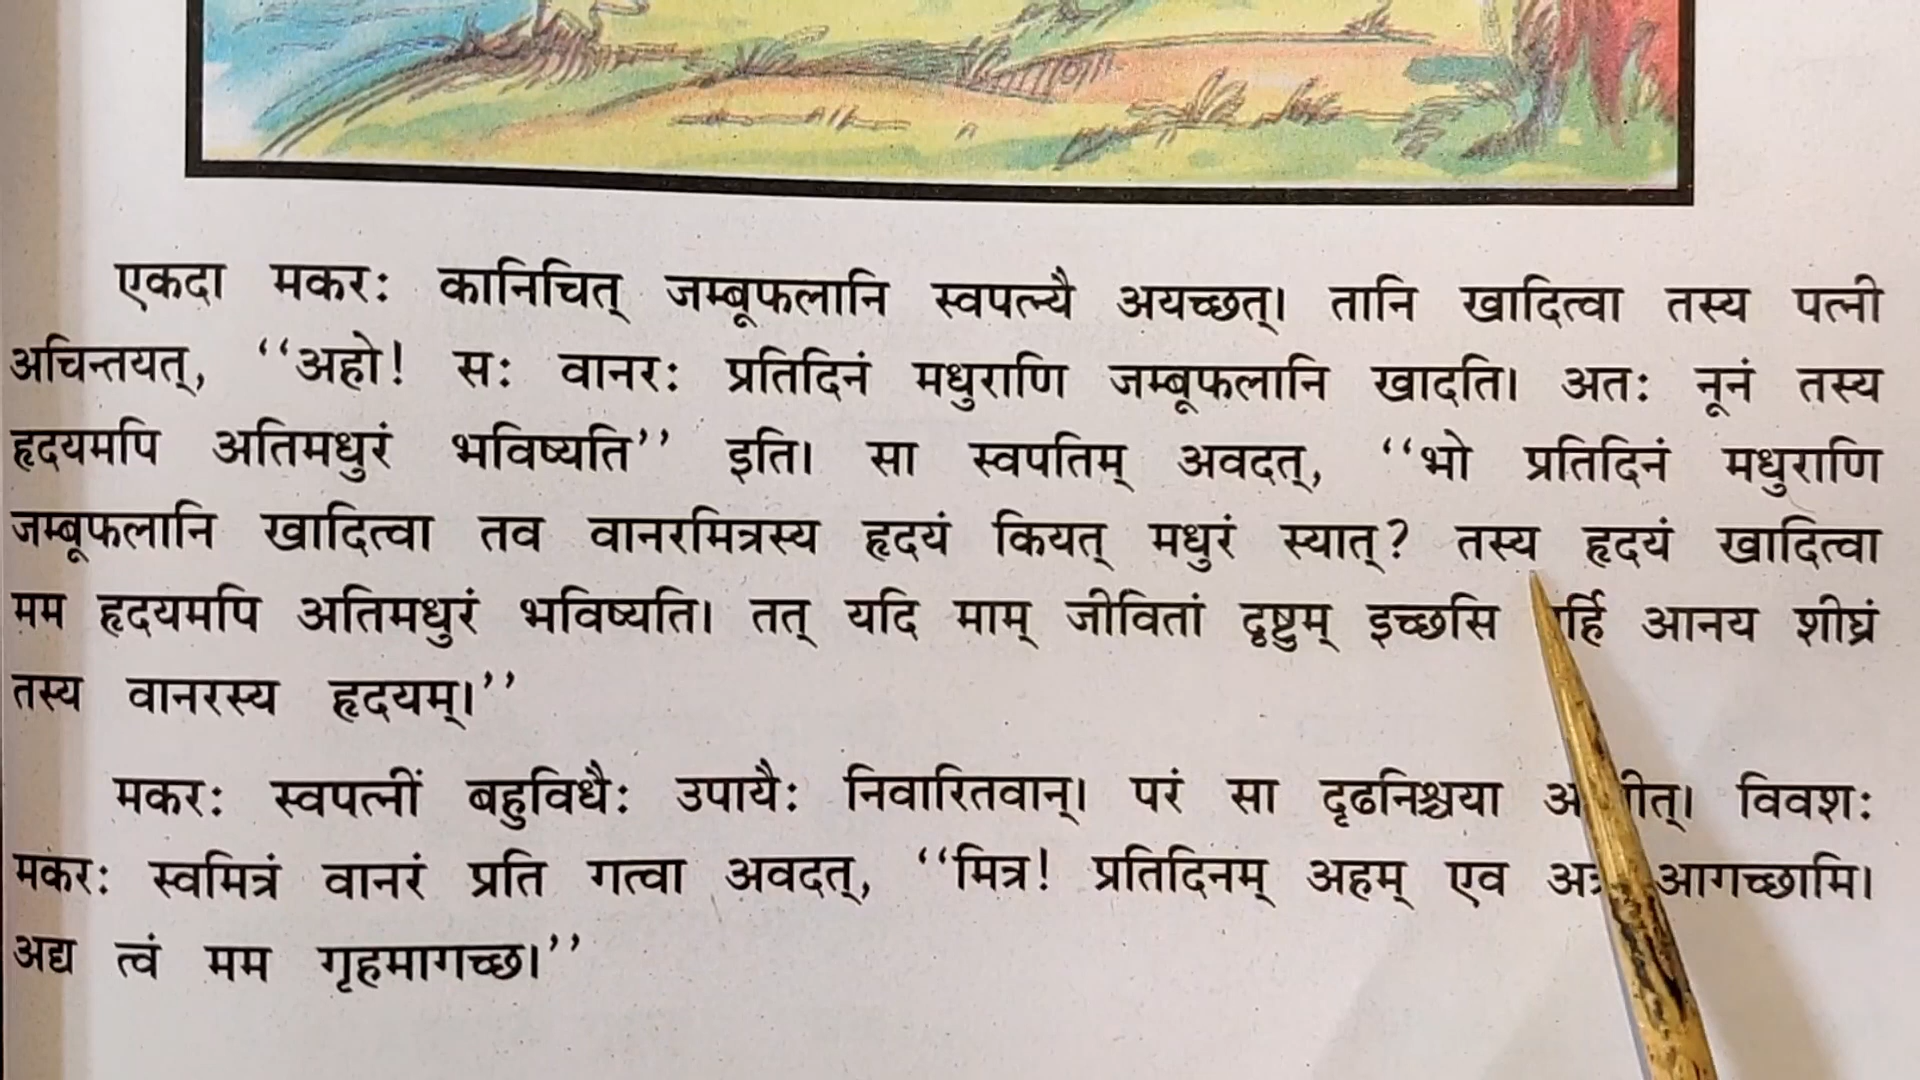 एकदा मकरः कानिचित् जम्बूफलानि स्वपत्न्यै अयच्छत्। तानि खादित्वा तस्य पत्नी
अचिन्तयत्, ‘‘अहो! सः वानरः प्रतिदिनं मधुराणि जम्बूफलानि खादति। अतः नूनं तस्य
हृदयमपि अतिमधुरं भविष्यति’’ इति। सा स्वपतिम् अवदत्, ‘‘भो प्रतिदिनं मधुराणि
जम्बूफलानि खादित्वा तव वानरमित्रस्य हृदयं कियत् मधुरं स्यात्? तस्य हृदयं खादित्वा
मम हृदयमपि अतिमधुरं भविष्यति। तत् यदि माम् जीवितां द्रष्टुम् इच्छसि आनय शीघ्रं
तस्य वानरस्य हृदयम्।’’
मकरः स्वपत्नीं बहुविधैः उपायैः निवारितवान्। परं सा दृढनिश्चया विवशः
मकरः स्वमित्रं वानरं प्रति गत्वा अवदत्, ‘‘मित्र! प्रतिदिनम् अहम् एव अत्र आगच्छामि।
अद्य त्वं मम गृहमागच्छ।’’